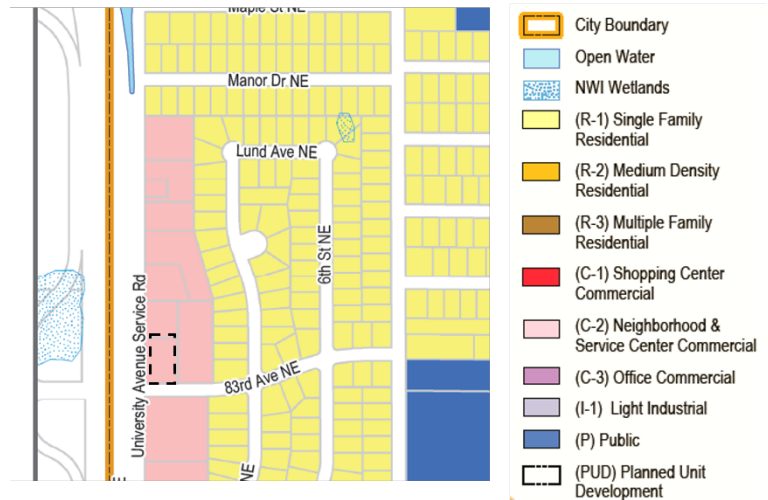 Maple St NE
Manor Dr NE
Lund Ave NE
6th St NE
University Avenue Service Rd
83rd Ave NE
NE
E
City Boundary
Open Water
NWI Wetlands
(R-1) Single Family
Residential
(R-2) Medium Density
Residential
(R-3) Multiple Family
Residential
(C-1) Shopping Center
Commercial
(C-2) Neighborhood &
Service Center Commercial
(C-3) Office Commercial
(I-1) Light Industrial
(P) Public
(PUD) Planned Unit
Development